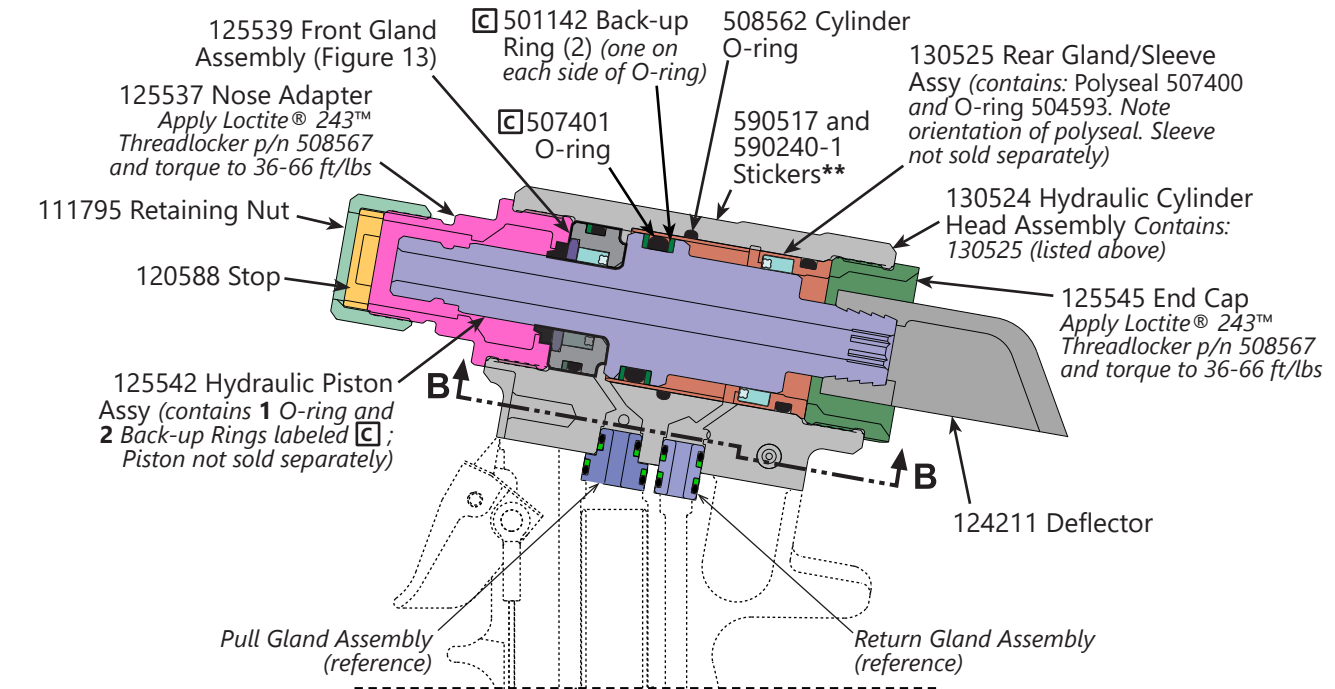 125539 Front Gland
Assembly (Figure 13)
C 501142 Back-up
Ring (2) (one on
each side of O-ring)
508562 Cylinder
O-ring
130525 Rear Gland/Sleeve
Assy (contains: Polyseal 507400
and O-ring 504593. Note
orientation of polyseal. Sleeve
not sold separately)
125537 Nose Adapter
Apply Loctite® 243™
Threadlocker p/n 508567
and torque to 36-66 ft/lbs
C 507401
O-ring
590517 and
590240-1
Stickers**
111795 Retaining Nut
130524 Hydraulic Cylinder
Head Assembly Contains:
130525 (listed above)
120588 Stop
125545 End Cap
Apply Loctite® 243™
Threadlocker p/n 508567
and torque to 36-66 ft/lbs
125542 Hydraulic Piston
Assy (contains 1 O-ring and
2 Back-up Rings labeled C ;
Piston not sold separately)
B
B
124211 Deflector
Pull Gland Assembly
(reference)
Return Gland Assembly
(reference)